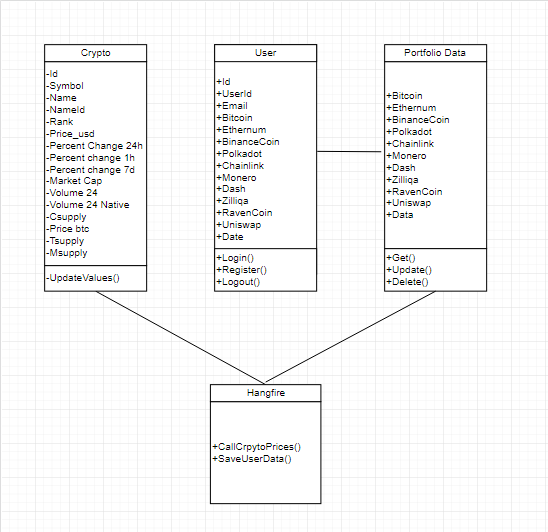 Crypto
-Id
-Symbol
-Name
-NameId
-Rank
-Price_usd
-Percent Change 24h
-Percent change 1h
-Percent change 7d
-Market Cap
-Volume 24
-Volume 24 Native
-Csupply
-Price btc
-Tsupply
-Msupply
-UpdateValues()
User
+Id
+UserId
+Email
+Bitcoin
+Ethernum
+BinanceCoin
+Polkadot
+Chainlink
+Monero
+Dash
+Zilliqa
+RavenCoin
+Uniswap
+Date
+Login()
+Register()
+Logout()
Portfolio Data
+Bitcoin
+Ethernum
+BinanceCoin
+Polkadot
+Chainlink
+Monero
+Dash
+Zilliqa
+RavenCoin
+Uniswap
+Data
+Get()
+Update()
+Delete()
Hangfire
+CallCrpytoPrices()
+SaveUserData()